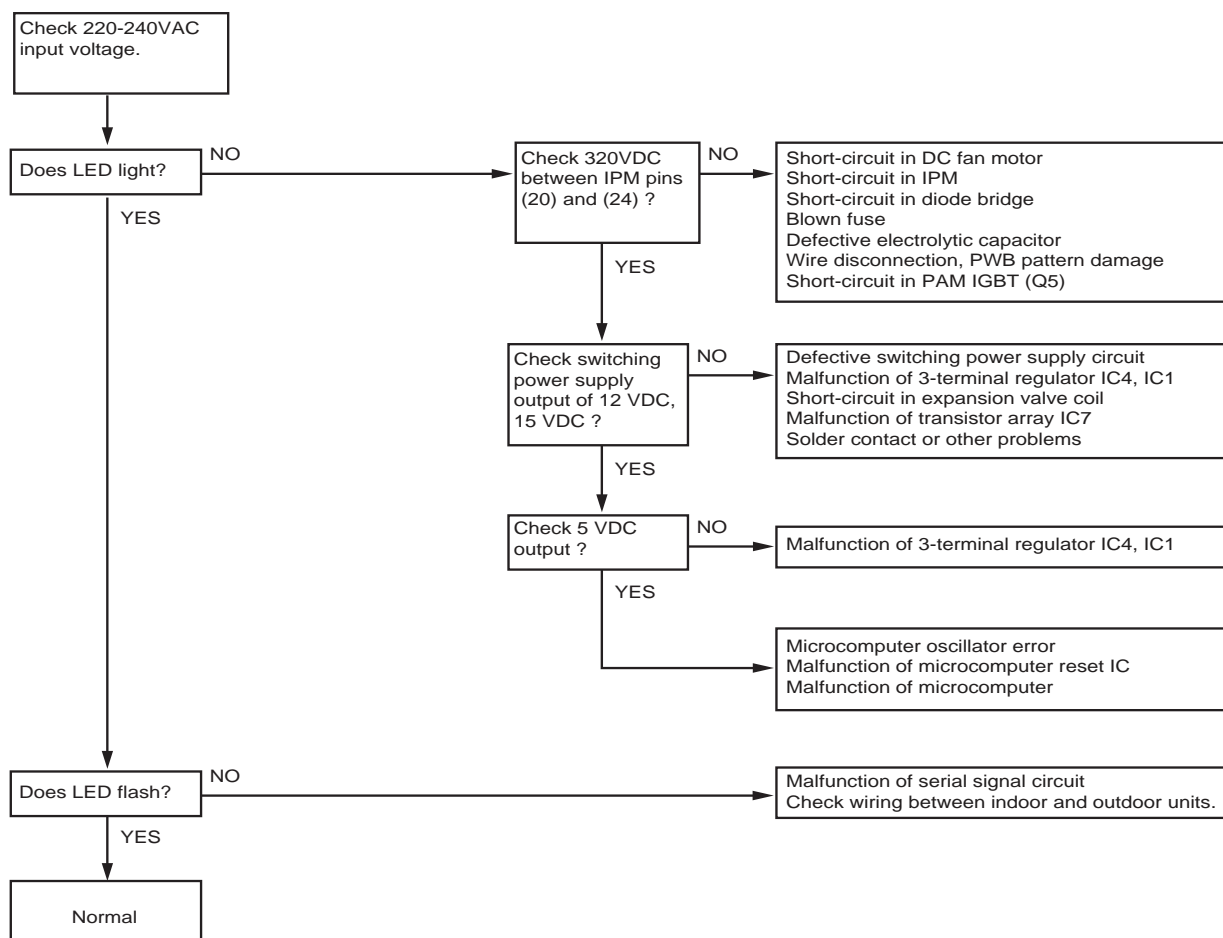 Check 220-240VAC
input voltage.
Does LED light?
NO
YES
Check 320VDC
between IPM pins
(20) and (24) ?
NO
YES
Short-circuit in DC fan motor
Short-circuit in IPM
Short-circuit in diode bridge
Blown fuse
Defective electrolytic capacitor
Wire disconnection, PWB pattern damage
Short-circuit in PAM IGBT (Q5)
Check switching
power supply
output of 12 VDC,
15 VDC ?
NO
YES
Defective switching power supply circuit
Malfunction of 3-terminal regulator IC4, IC1
Short-circuit in expansion valve coil
Malfunction of transistor array IC7
Solder contact or other problems
Check 5 VDC
output ?
NO
YES
Malfunction of 3-terminal regulator IC4, IC1
Microcomputer oscillator error
Malfunction of microcomputer reset IC
Malfunction of microcomputer
Does LED flash?
NO
YES
Malfunction of serial signal circuit
Check wiring between indoor and outdoor units.
Normal